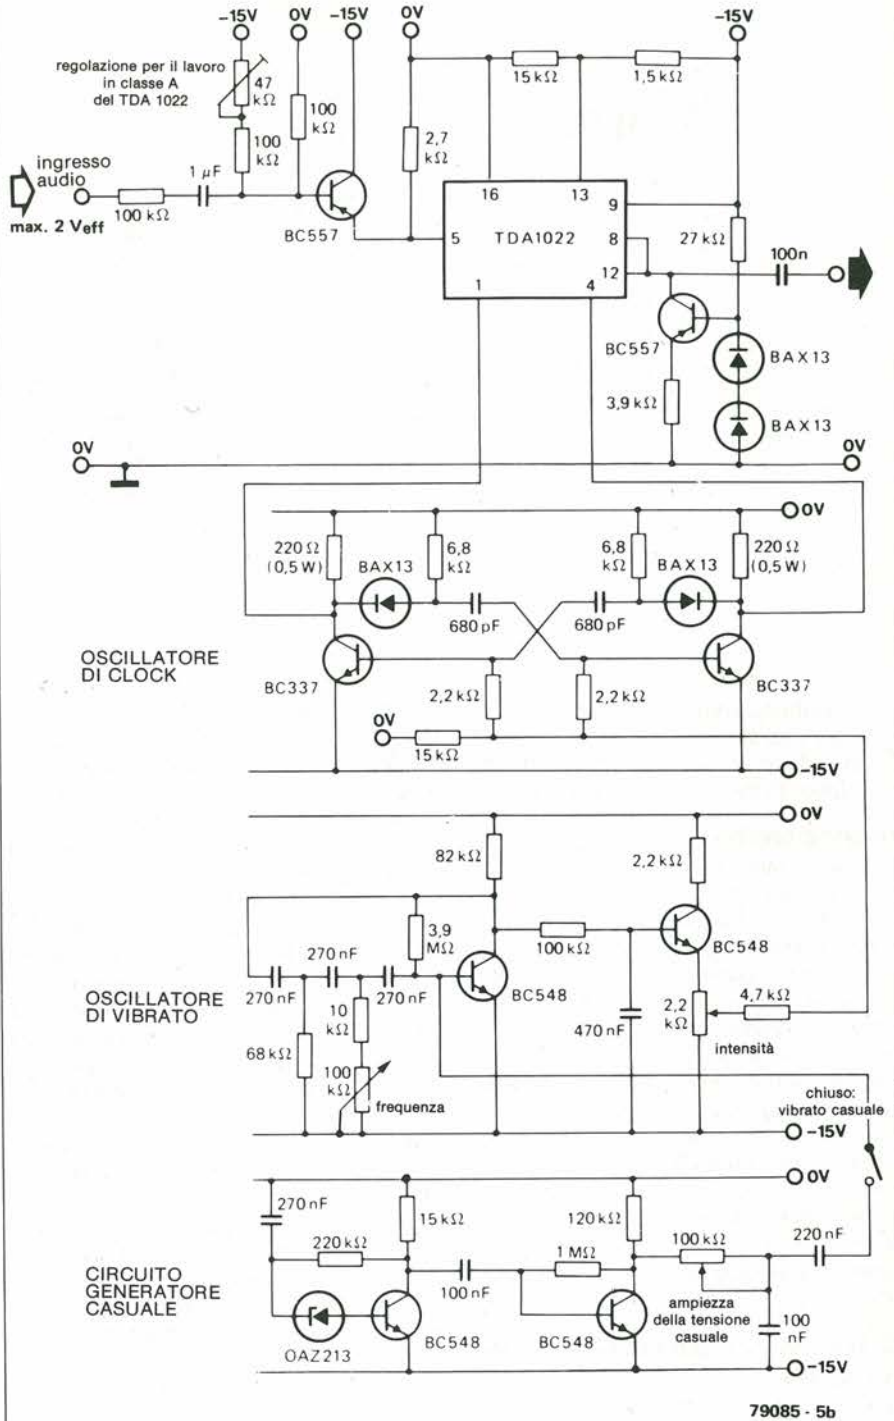 -15V
0V
-15V
0V
-15V
regolazione per il lavoro
in classe A
del TDA 1022
47
kΩ
100
kΩ
100
kΩ
2,7
kΩ
15 kΩ
1,5 kΩ
ingresso
audio
1 µF
100 kΩ
max. 2 Veff
BC557
16
13
9
5
TDA1022
8
12
1
4
27 kΩ
100n
BC557
BAX13
3,9 kΩ
BAX13
0V
0V
0V
220 Ω
(0,5 W)
BAX13
6,8
kΩ
6,8
kΩ
BAX13
220 Ω
(0,5 W)
680 pF
680 pF
OSCILLATORE
DI CLOCK
BC337
2,2 kΩ
2,2 kΩ
BC337
0V
15 kΩ
-15V
0V
82 kΩ
2,2 kΩ
3,9
MΩ
270 nF
100 kΩ
BC548
270 nF
270 nF
BC548
OSCILLATORE
DI VIBRATO
10
kΩ
470 nF
2,2
kΩ
4,7 kΩ
68 kΩ
100
kΩ
intensità
frequenza
chiuso:
vibrato casuale
-15V
0V
270 nF
15 kΩ
120 kΩ
220 kΩ
100 kΩ
220 nF
1 MΩ
100 nF
CIRCUITO
GENERATORE
CASUALE
ampiezza
della tensione
casuale
100
nF
OAZ213
BC548
BC548
-15V
79085 - 5b